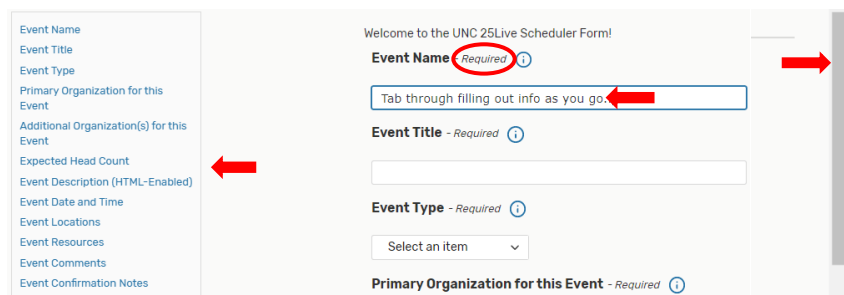 Event Name
Event Title
Event Type
Primary Organization for this
Event
Additional Organization(s) for this
Event
Expected Head Count
Event Description (HTML-Enabled)
Event Date and Time
Event Locations
Event Resources
Event Comments
Event Confirmation Notes
Welcome to the UNC 25Live Scheduler Form!
Event Name - Required
Tab through filling out info as you go.
Event Title - Required
Event Type - Required
Select an item
Primary Organization for this Event - Required